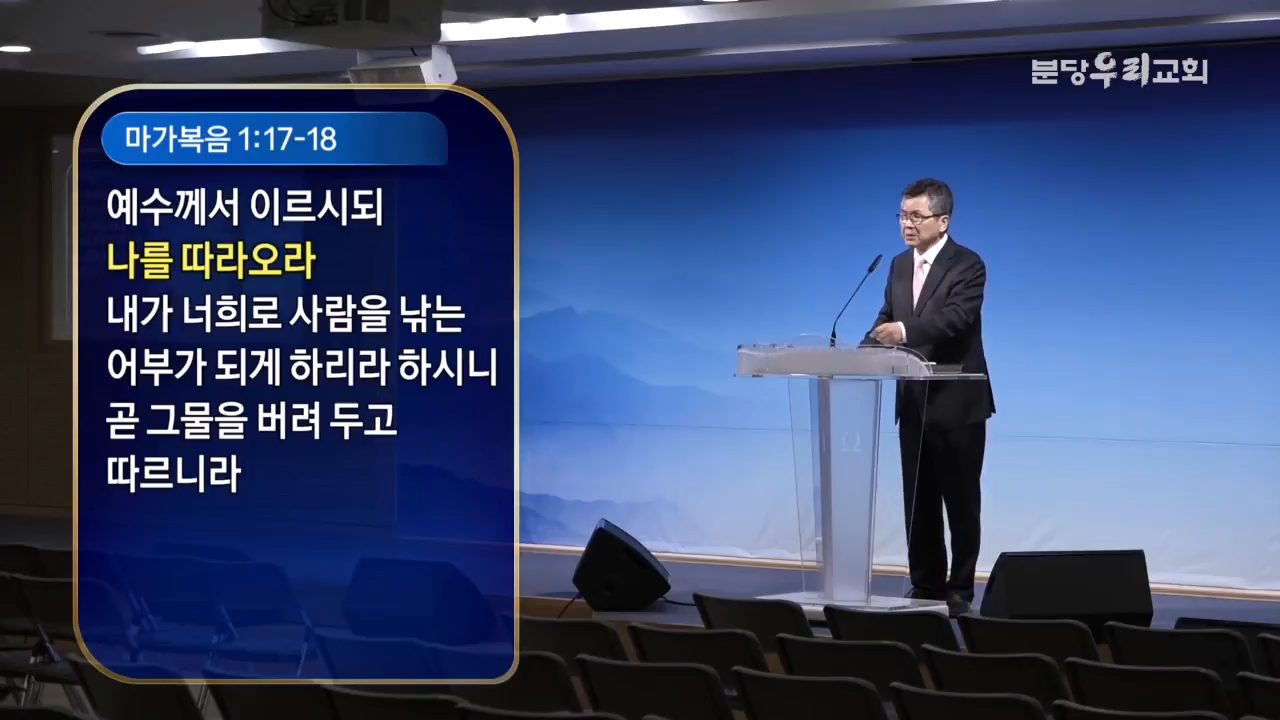 분당우리교회
마가복음 1:17-18
예수께서 이르시되
나를 따라오라
내가 너희로 사람을 낚는
어부가 되게 하리라 하시니
곧 그물을 버려 두고
따르니라